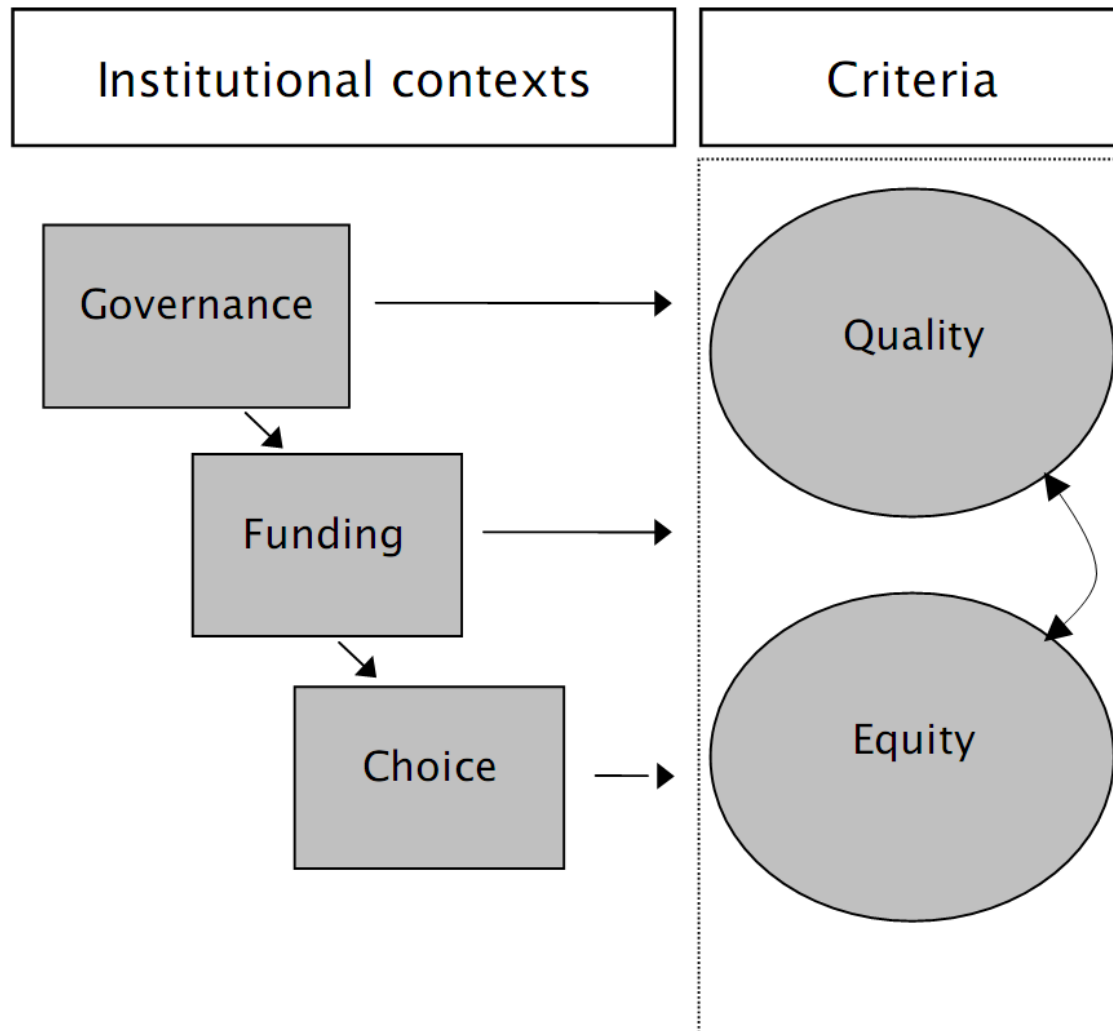 Institutional contexts
Criteria
Governance
Quality
Funding
Equity
Choice